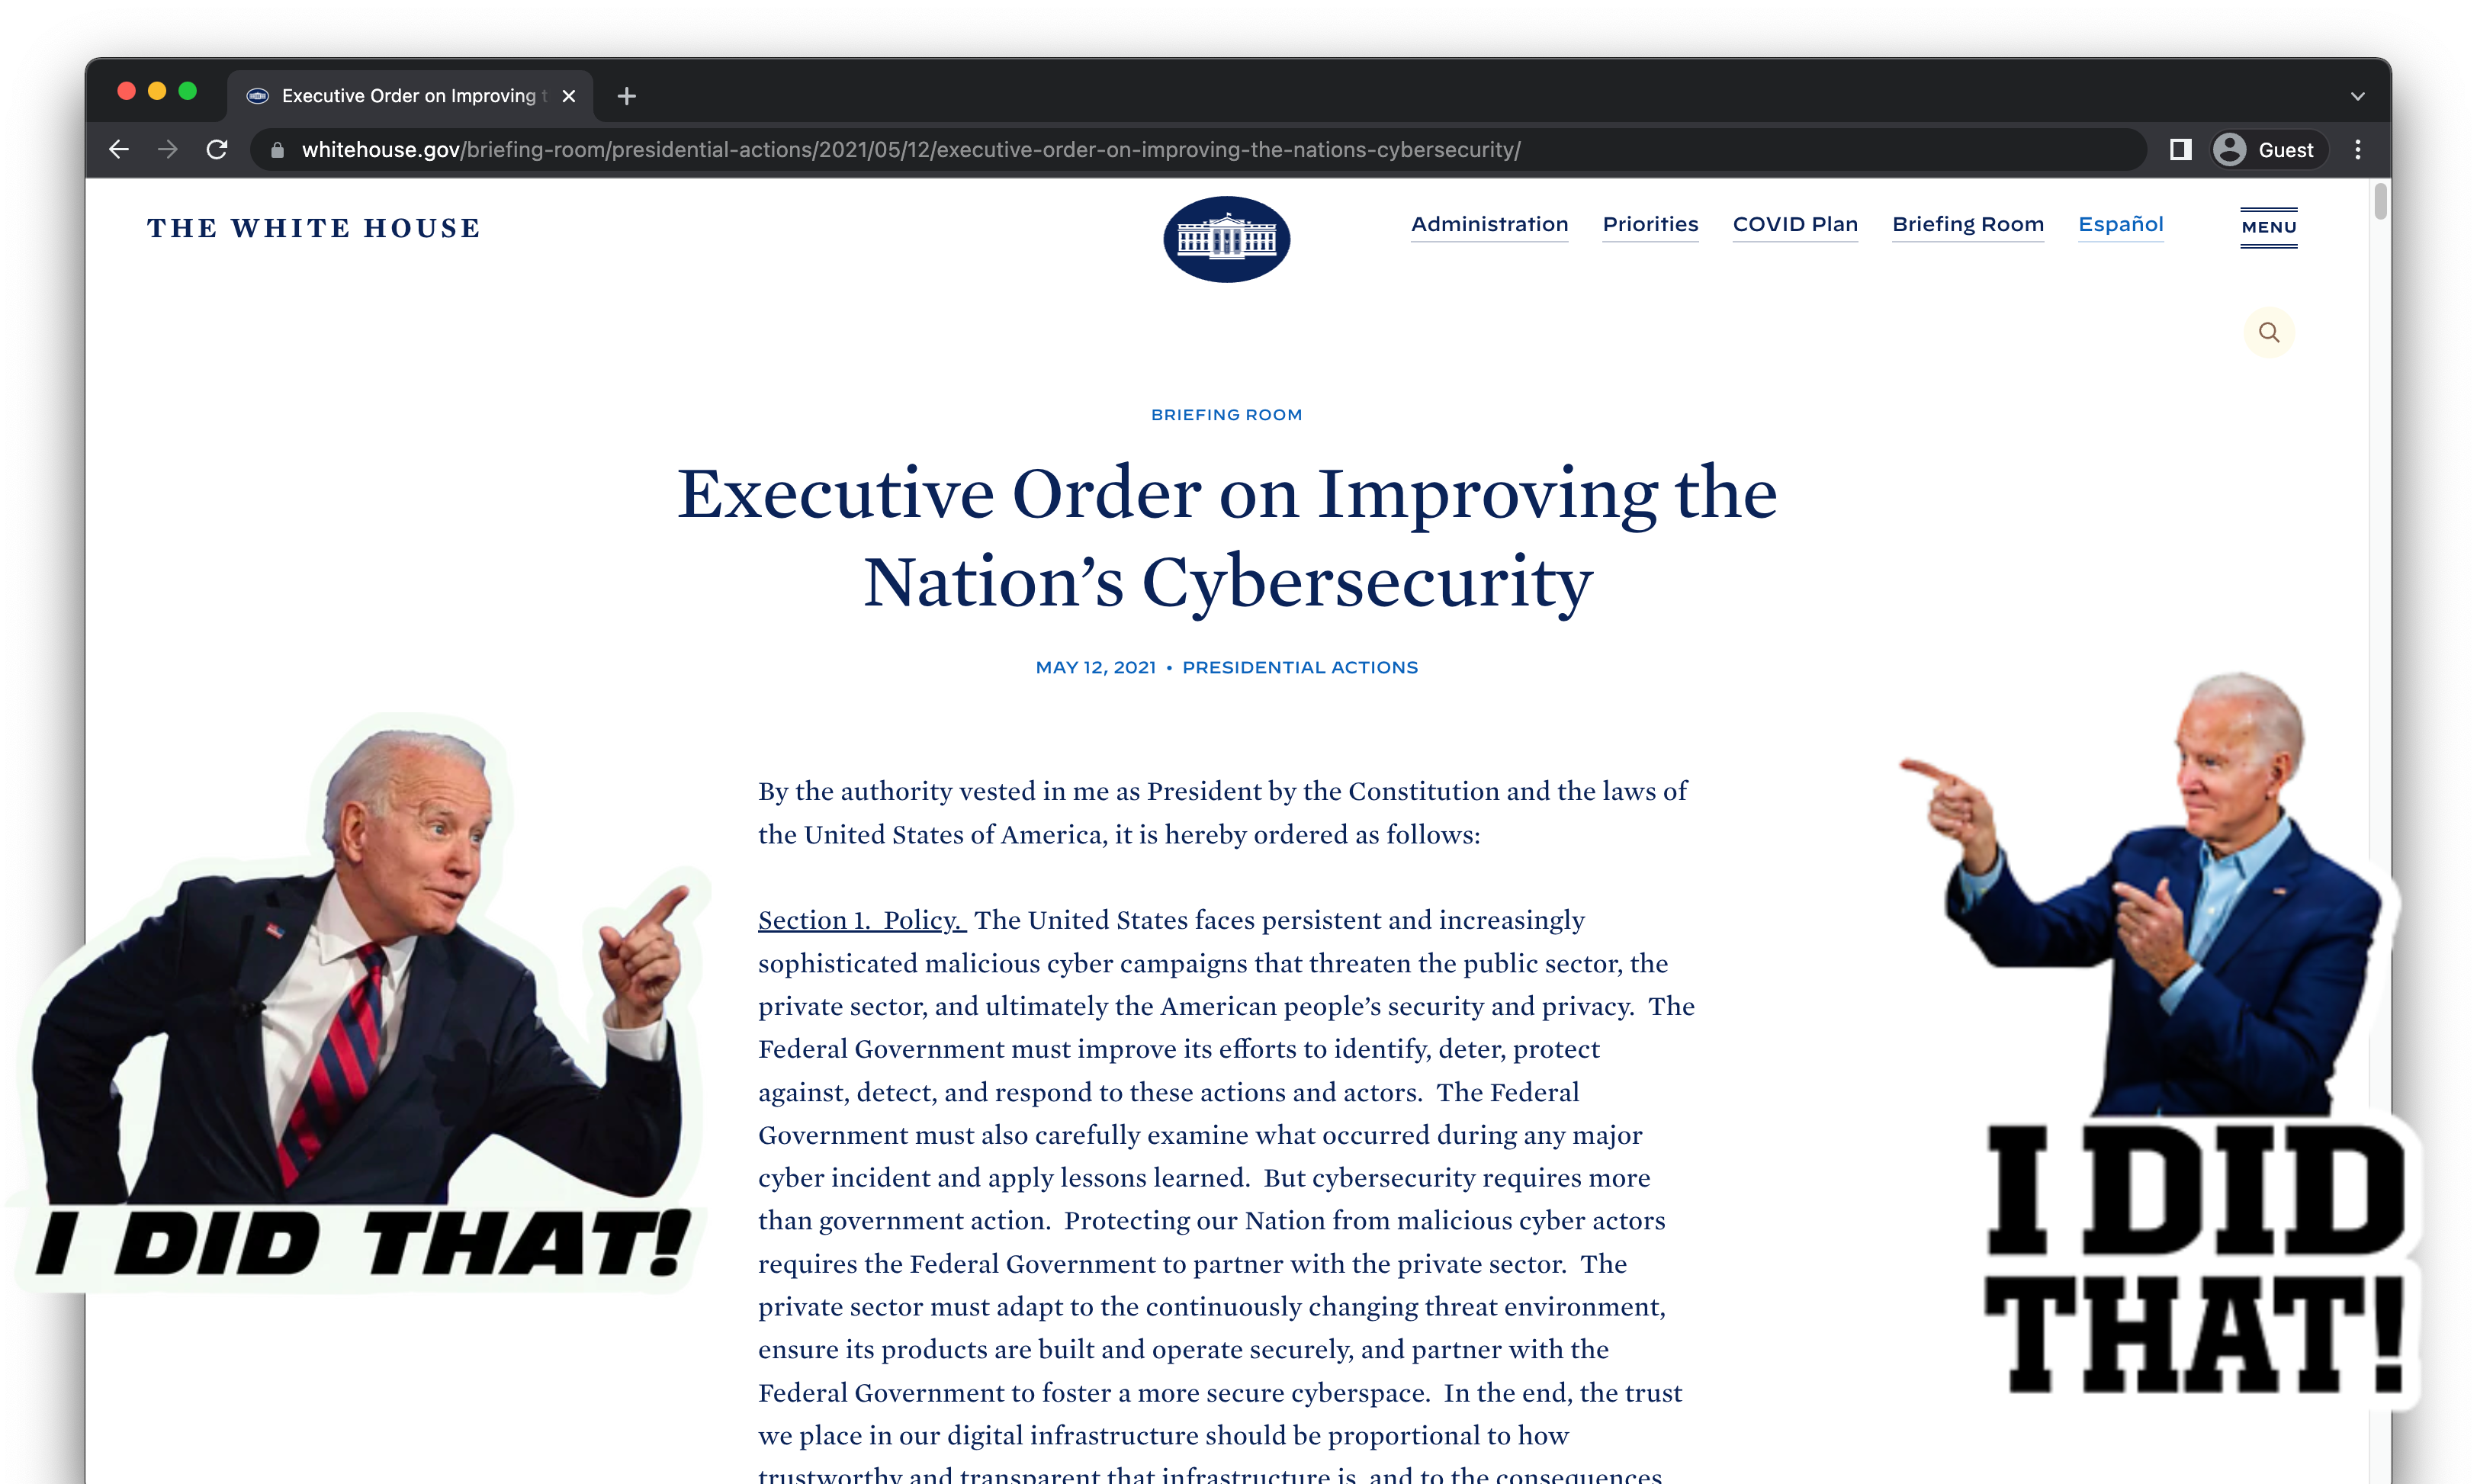 Executive Order on Improving t
whitehouse.gov/briefing-room/presidential-actions/2021/05/12/executive-order-on-improving-the-nations-cybersecurity/
Guest
THE WHITE HOUSE
Administration
Priorities
COVID Plan
Briefing Room
Español
MENU
BRIEFING ROOM
Executive Order on Improving the
Nation’s Cybersecurity
MAY 12, 2021 • PRESIDENTIAL ACTIONS
By the authority vested in me as President by the Constitution and the laws of
the United States of America, it is hereby ordered as follows:
Section 1.  Policy.  The United States faces persistent and increasingly
sophisticated malicious cyber campaigns that threaten the public sector, the
private sector, and ultimately the American people’s security and privacy.  The
Federal Government must improve its efforts to identify, deter, protect
against, detect, and respond to these actions and actors.  The Federal
Government must also carefully examine what occurred during any major
cyber incident and apply lessons learned.  But cybersecurity requires more
than government action.  Protecting our Nation from malicious cyber actors
requires the Federal Government to partner with the private sector.  The
private sector must adapt to the continuously changing threat environment,
ensure its products are built and operate securely, and partner with the
Federal Government to foster a more secure cyberspace.  In the end, the trust
we place in our digital infrastructure should be proportional to how
trustworthy and transparent that infrastructure is, and to the consequences
I DID THAT!
I DID
THAT!